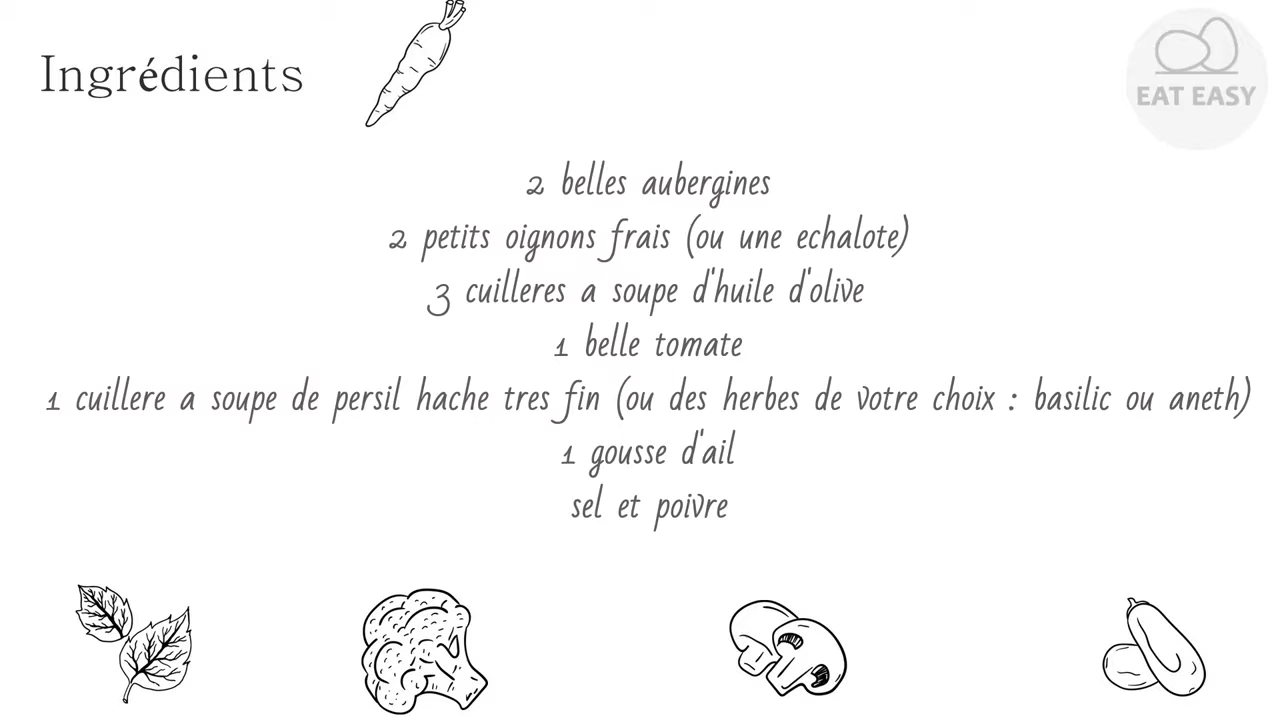 Ingrédients
EAT EASY
2 belles aubergines
2 petits oignons frais (ou une echalote)
3 cuilleres a soupe d'huile d'olive
1 belle tomate
1 cuillere a soupe de persil hache tres fin (ou des herbes de votre choix : basilic ou aneth)
1 gousse d'ail
sel et poivre